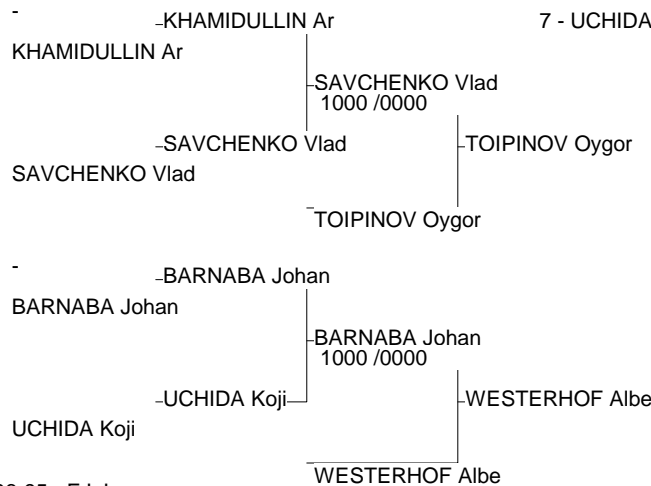 -
KHAMIDULLIN Ar 7 - UCHIDA
KHAMIDULLIN Ar
SAVCHENKO Vlad
1000 /0000
SAVCHENKO Vlad
TOIPINOV Oygor
SAVCHENKO Vlad
TOIPINOV Oygor
-
BARNABA Johan
BARNABA Johan
BARNABA Johan
1000 /0000
UCHIDA Koji
WESTERHOF Albe
UCHIDA Koji
WESTERHOF Albe